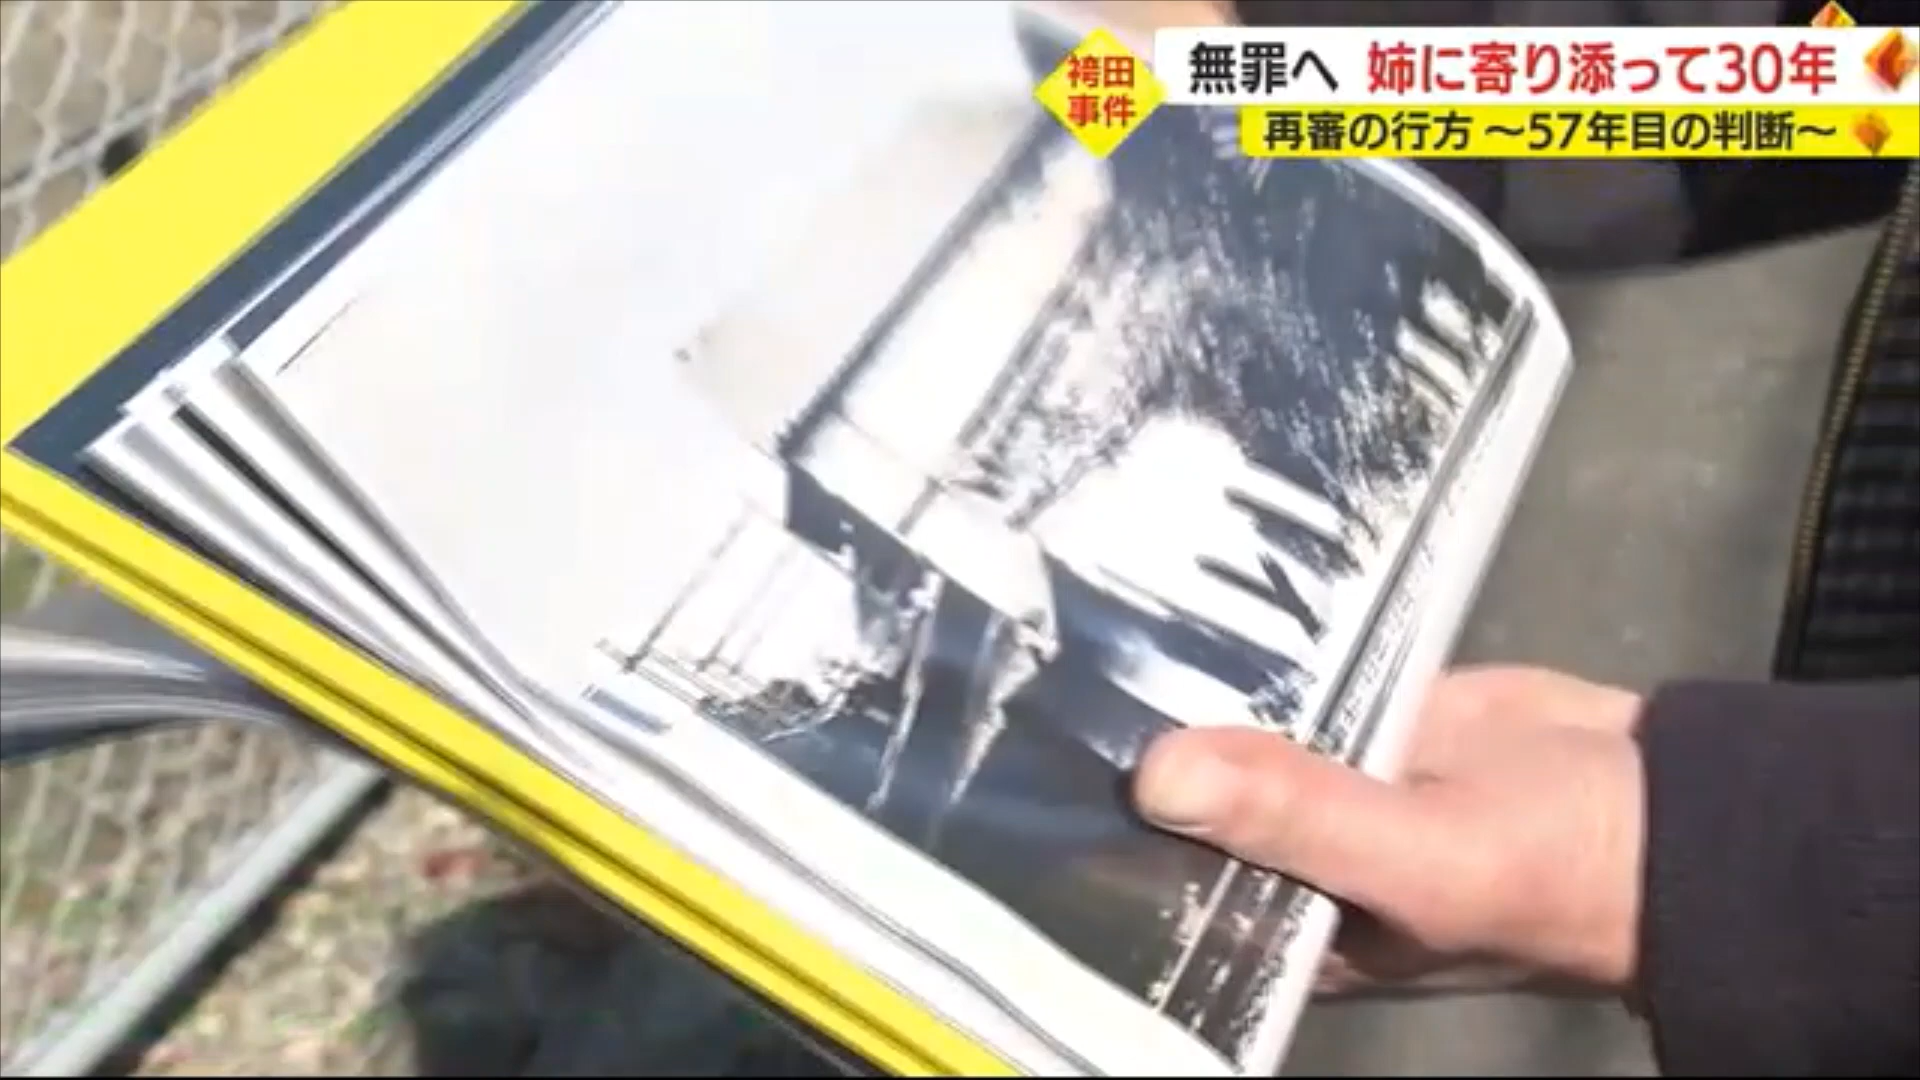 袴田
事件
無罪へ 姉に寄り添って30年
再審の行方 ～57年目の判断～